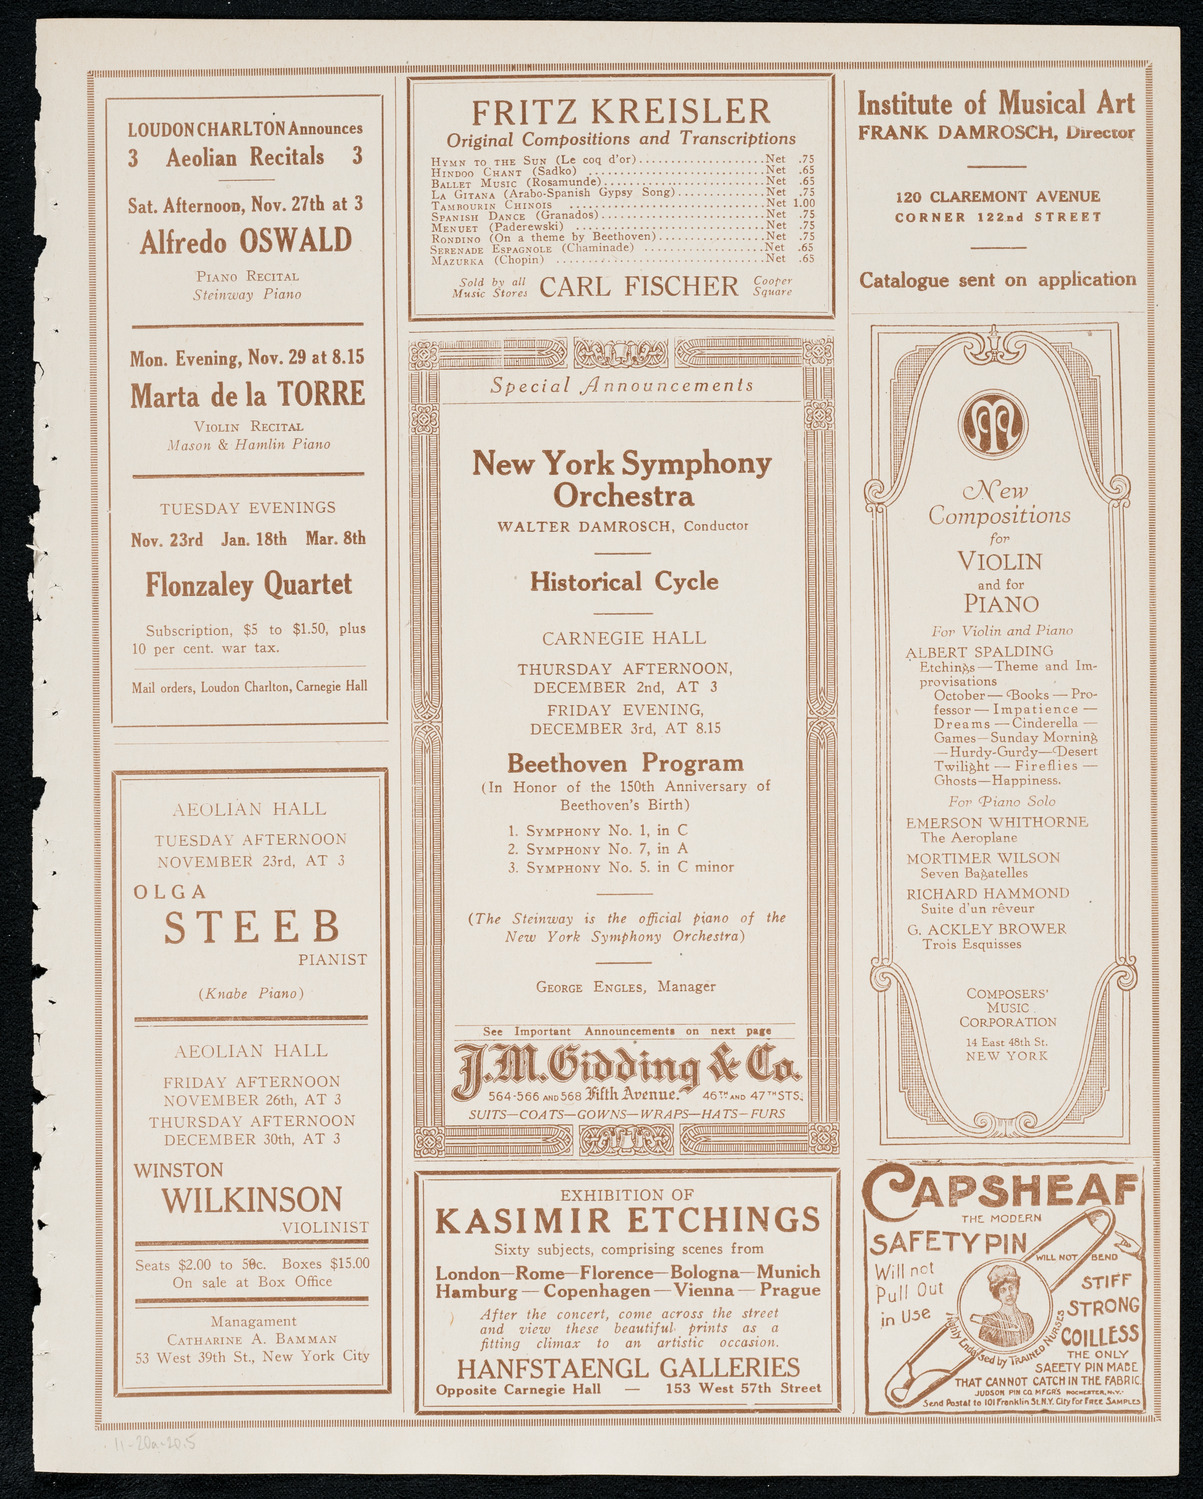 LOUDON CHARLTON Announces
3 Aeolian Recitals 3
Sat. Afternoon, Nov. 27th at 3
Alfredo OSWALD
PIANO RECITAL
Steinway Piano
Mon. Evening, Nov. 29 at 8.15
Marta de la TORRE
VIOLIN RECITAL
Mason & Hamlin Piano
TUESDAY EVENINGS
Nov. 23rd Jan. 18th Mar. 8th
Flonzaley Quartet
Subscription, $5 to $1.50, plus
10 per cent. war tax.
Mail orders, Loudon Charlton, Carnegie Hall
AEOLIAN HALL
TUESDAY AFTERNOON
NOVEMBER 23rd, AT 3
OLGA
STEEB
PIANIST
(Knabe Piano)
AEOLIAN HALL
FRIDAY AFTERNOON
NOVEMBER 26th, AT 3
THURSDAY AFTERNOON
DECEMBER 30th, AT 3
WINSTON
WILKINSON
VIOLINIST
Seats $2.00 to 50c. Boxes $15.00
On sale at Box Office
Managament
CATHARINE A. BAMMAN
53 West 39th St., New York City
FRITZ KREISLER
Original Compositions and Transcriptions
HYMN TO THE SUN (Le coq d'or)....................Net .75
HINDOO CHANT (Sadko) ............................Net .65
BALLET MUSIC (Rosamunde).........................Net .65
LA GITANA (Arabo-Spanish Gypsy Song).............Net .75
TAMBOURIN CHINOIS ...............................Net 1.00
SPANISH DANCE (Granados).........................Net .75
MENUET (Paderewski) .............................Net .75
RONDINO (On a theme by Beethoven)................Net .75
SERENADE ESPAGNOLE (Chaminade) ..................Net .65
MAZURKA (Chopin) ................................Net .65
Sold by all
Music Stores
CARL FISCHER
Cooper
Square
Special Announcements
New York Symphony
Orchestra
WALTER DAMROSCH, Conductor
Historical Cycle
CARNEGIE HALL
THURSDAY AFTERNOON,
DECEMBER 2nd, AT 3
FRIDAY EVENING,
DECEMBER 3rd, AT 8.15
Beethoven Program
(In Honor of the 150th Anniversary of
Beethoven's Birth)
1. SYMPHONY No. 1, in C
2. SYMPHONY No. 7, in A
3. SYMPHONY No. 5. in C minor
(The Steinway is the official piano of the
New York Symphony Orchestra)
GEORGE ENGLES, Manager
See Important Announcements on next page
J.M. Gidding & Co.
564-566 AND 568 Fifth Avenue. 46TH AND 47TH STS.
SUITS—COATS—GOWNS—WRAPS—HATS—FURS
EXHIBITION OF
KASIMIR ETCHINGS
Sixty subjects, comprising scenes from
London—Rome—Florence—Bologna—Munich
Hamburg—Copenhagen—Vienna—Prague
After the concert, come across the street
and view these beautiful prints as a
fitting climax to an artistic occasion.
HANFSTAENGL GALLERIES
Opposite Carnegie Hall — 153 West 57th Street
Institute of Musical Art
FRANK DAMROSCH, Director
120 CLAREMONT AVENUE
CORNER 122nd STREET
Catalogue sent on application
New
Compositions
for
VIOLIN
and for
PIANO
For Violin and Piano
ALBERT SPALDING
Etchings—Theme and Im-
provisations
October—Books—Pro-
fessor—Impatience—
Dreams—Cinderella—
Games—Sunday Morning
—Hurdy-Gurdy—Desert
Twilight—Fireflies—
Ghosts—Happiness.
For Piano Solo
EMERSON WHITHORNE
The Aeroplane
MORTIMER WILSON
Seven Bagatelles
RICHARD HAMMOND
Suite d'un rêveur
G. ACKLEY BROWER
Trois Esquisses
COMPOSERS'
MUSIC
CORPORATION
14 East 48th St.
NEW YORK
CAPSHEAF
THE MODERN
SAFETY PIN
WILL NOT BEND
Will not
Pull Out
in Use
STIFF
STRONG
COILLESS
Highly Endorsed by TRAINED NURSES
THE ONLY
SAFETY PIN MADE
THAT CANNOT CATCH IN THE FABRIC.
JUDSON PIN CO. MFGRS ROCHESTER, N.Y.
Send Postal to 101 Franklin St. N.Y. City for FREE SAMPLES
11-20a-20.5